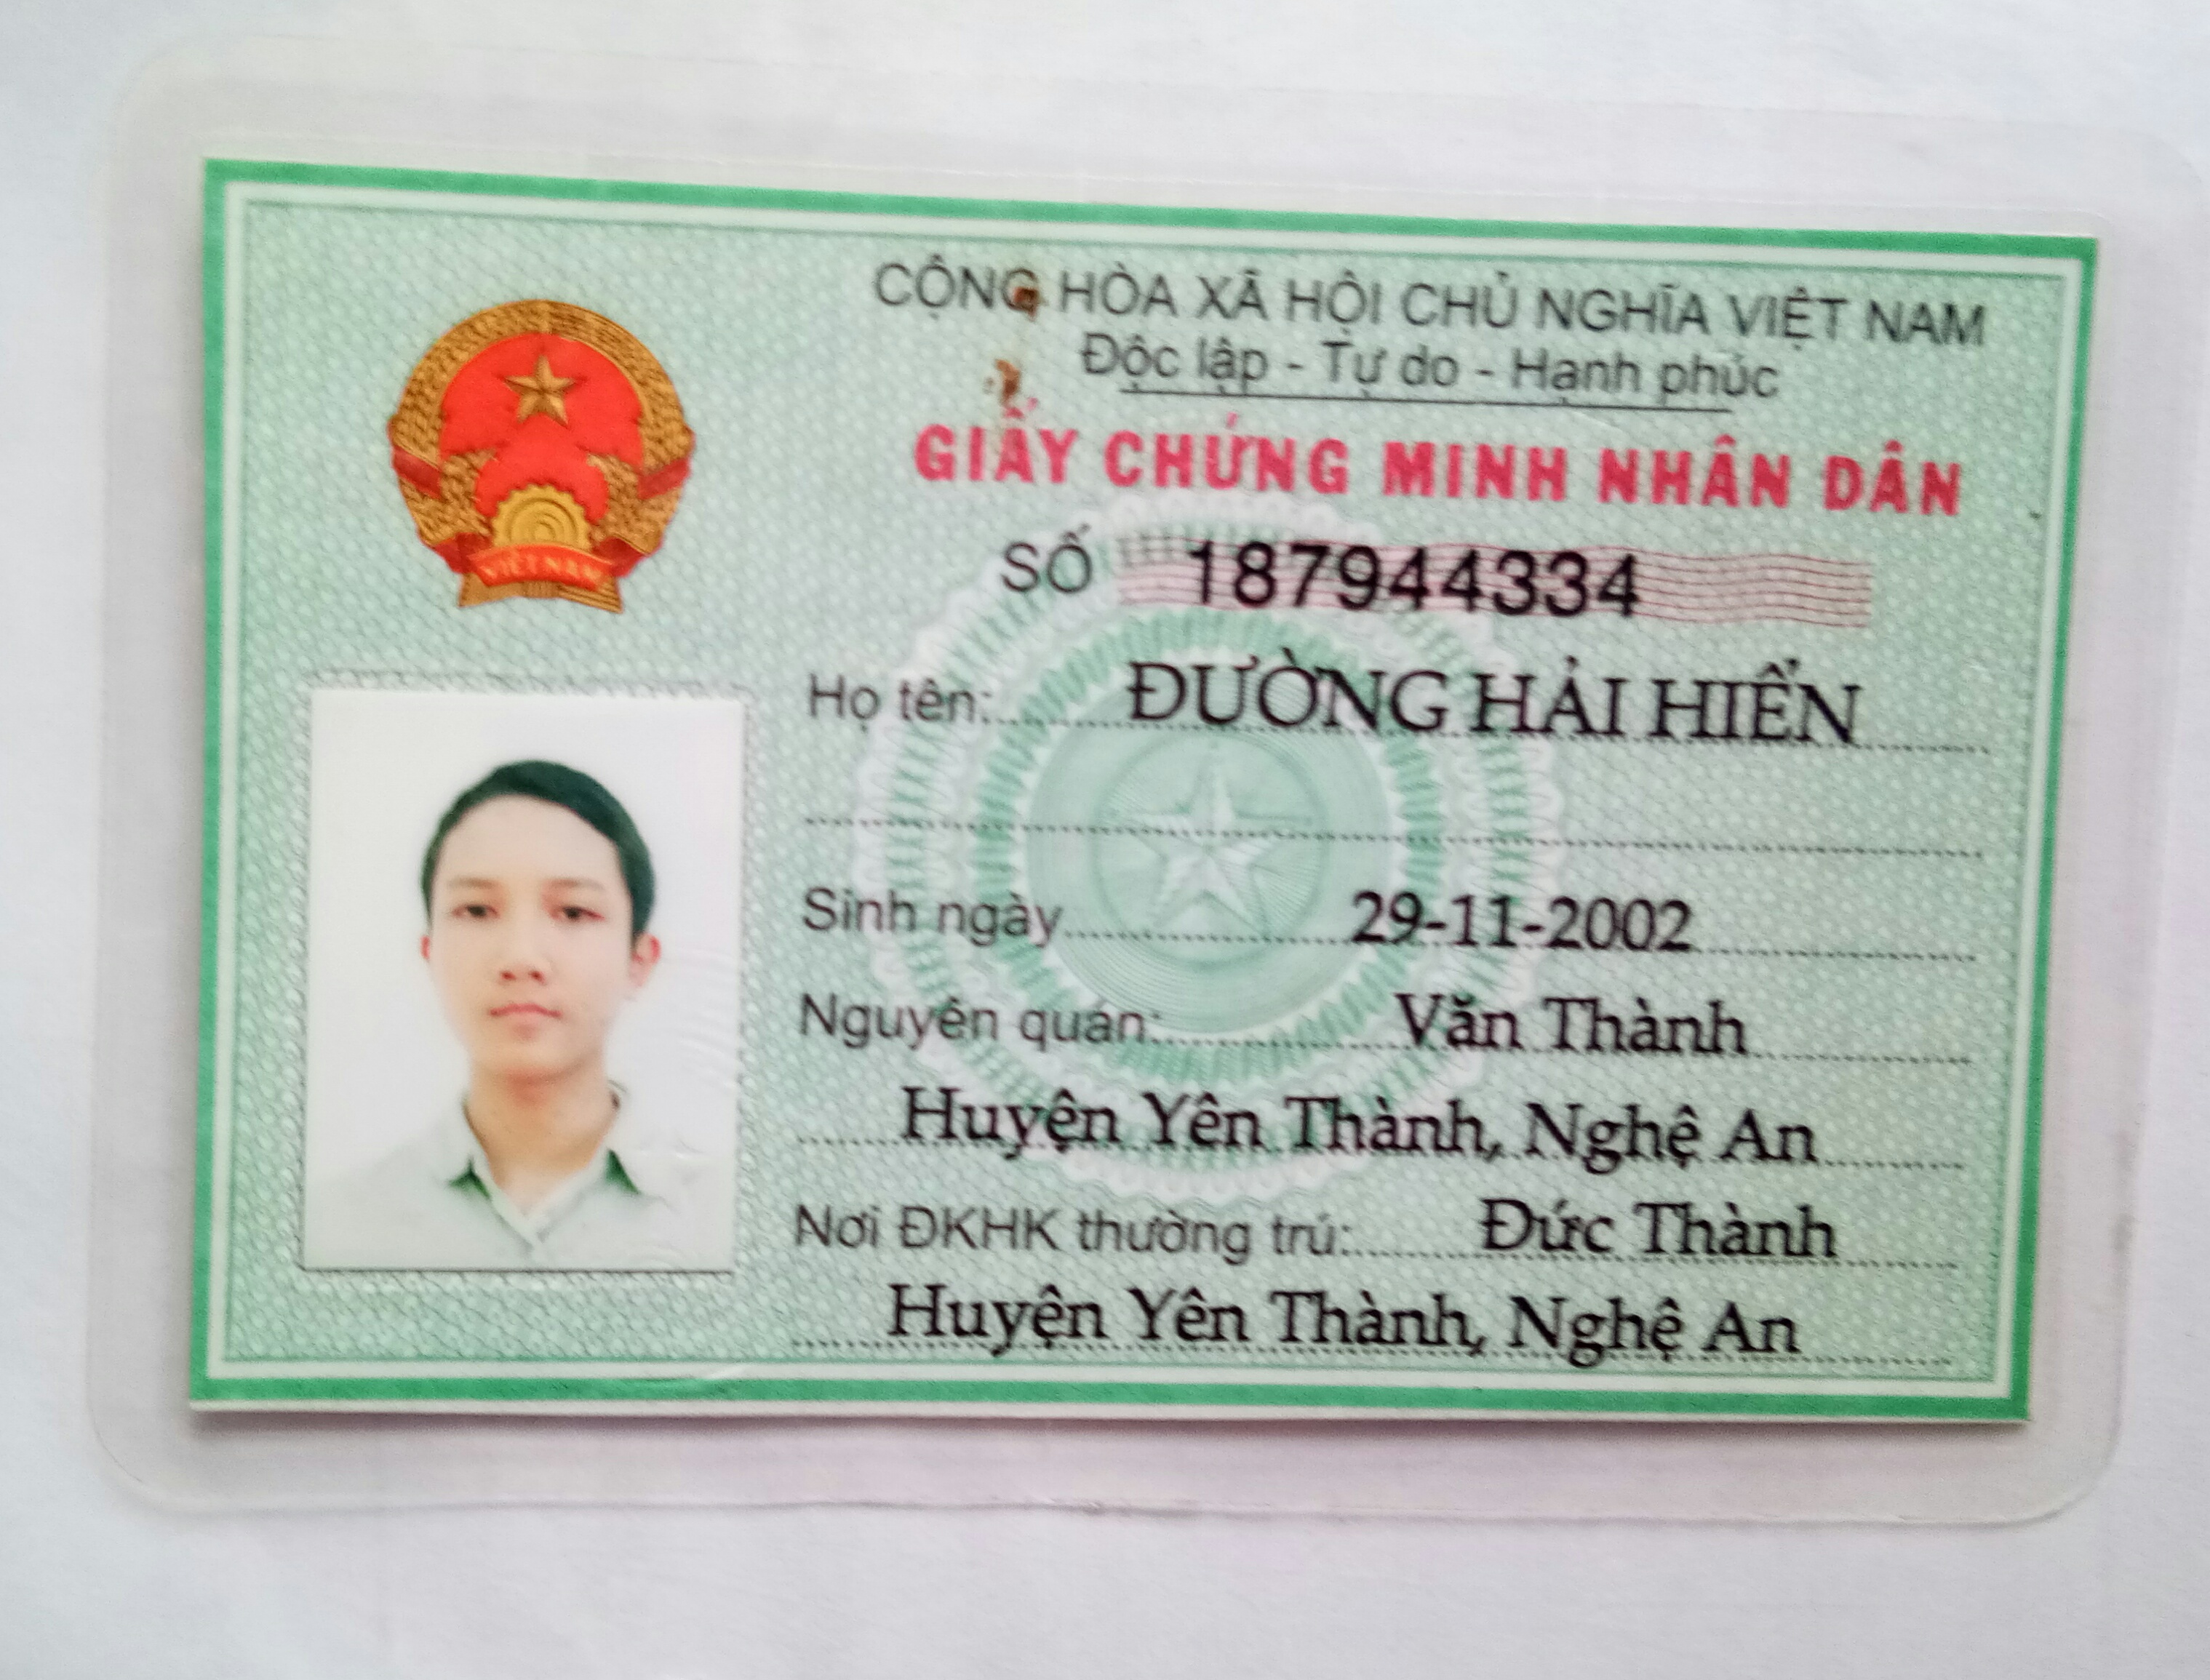 CỘNG HÒA XÃ HỘI CHỦ NGHĨA VIỆT NAM
Độc lập - Tự do - Hạnh phúc
GIẤY CHỨNG MINH NHÂN DÂN
SỐ 187944334
VIỆT NAM
Họ tên: ĐƯỜNG HẢI HIỂN
Sinh ngày 29-11-2002
Nguyên quán: Văn Thành
Huyện Yên Thành, Nghệ An
Nơi ĐKHK thường trú: Đức Thành
Huyện Yên Thành, Nghệ An